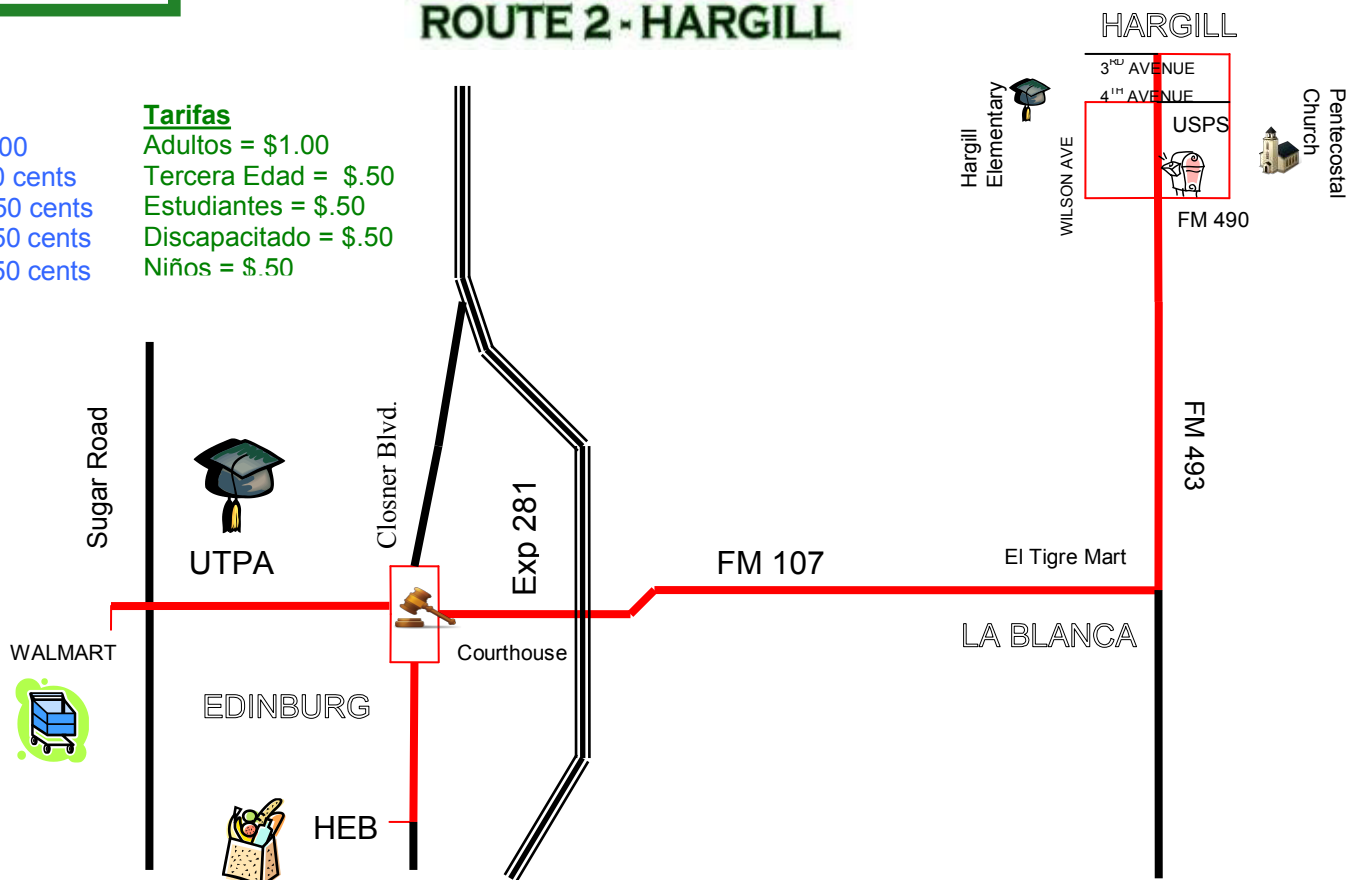 ROUTE 2 - HARGILL
HARGILL
3RD AVENUE
4TH AVENUE
USPS
FM 490
WILSON AVE
Hargill
Elementary
Pentecostal
Church
00
0 cents
50 cents
50 cents
50 cents
Tarifas
Adultos = $1.00
Tercera Edad = $.50
Estudiantes = $.50
Discapacitado = $.50
Niños = $.50
Sugar Road
UTPA
Closner Blvd.
Exp 281
FM 107
El Tigre Mart
FM 493
LA BLANCA
WALMART
Courthouse
EDINBURG
HEB